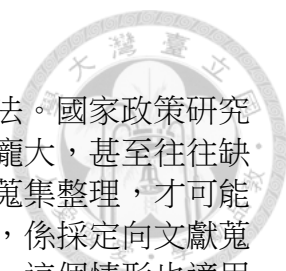 法。國家政策研究
龐大，甚至往往缺
蒐集整理，才可能
，係採定向文獻蒐
，這個情形也適用